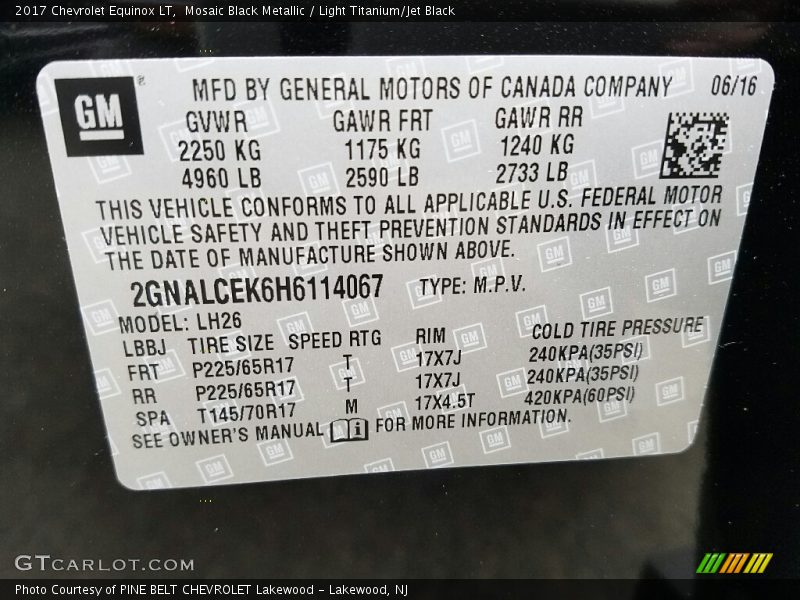 2017 Chevrolet Equinox LT, Mosaic Black Metallic / Light Titanium/Jet Black
GM ® MFD BY GENERAL MOTORS OF CANADA COMPANY 06/16
GVWR GAWR FRT GAWR RR
2250 KG 1175 KG 1240 KG
4960 LB 2590 LB 2733 LB
THIS VEHICLE CONFORMS TO ALL APPLICABLE U.S. FEDERAL MOTOR
VEHICLE SAFETY AND THEFT PREVENTION STANDARDS IN EFFECT ON
THE DATE OF MANUFACTURE SHOWN ABOVE.
2GNALCEK6H6114067 TYPE: M.P.V.
MODEL: LH26
LBBJ TIRE SIZE SPEED RTG RIM COLD TIRE PRESSURE
FRT P225/65R17 T 17X7J 240KPA(35PSI)
RR P225/65R17 T 17X7J 240KPA(35PSI)
SPA T145/70R17 M 17X4.5T 420KPA(60PSI)
SEE OWNER'S MANUAL i FOR MORE INFORMATION.
GTCARLOT.COM
Photo Courtesy of PINE BELT CHEVROLET Lakewood - Lakewood, NJ